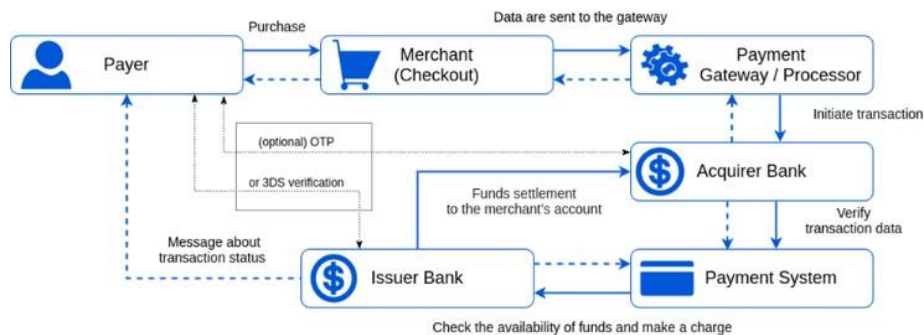 Purchase
Data are sent to the gateway
Payer
Merchant
(Checkout)
Payment
Gateway / Processor
Initiate transaction
(optional) OTP
or 3DS verification
Acquirer Bank
Funds settlement
to the merchant's account
Verify
transaction data
Message about
transaction status
Issuer Bank
Payment System
Check the availability of funds and make a charge